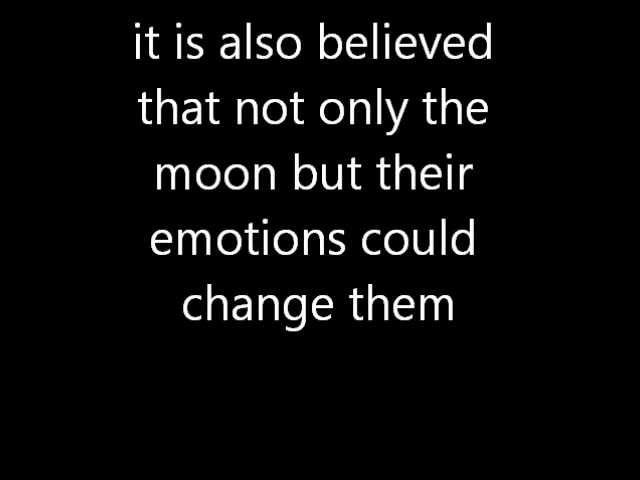 it is also believed
that not only the
moon but their
emotions could
change them